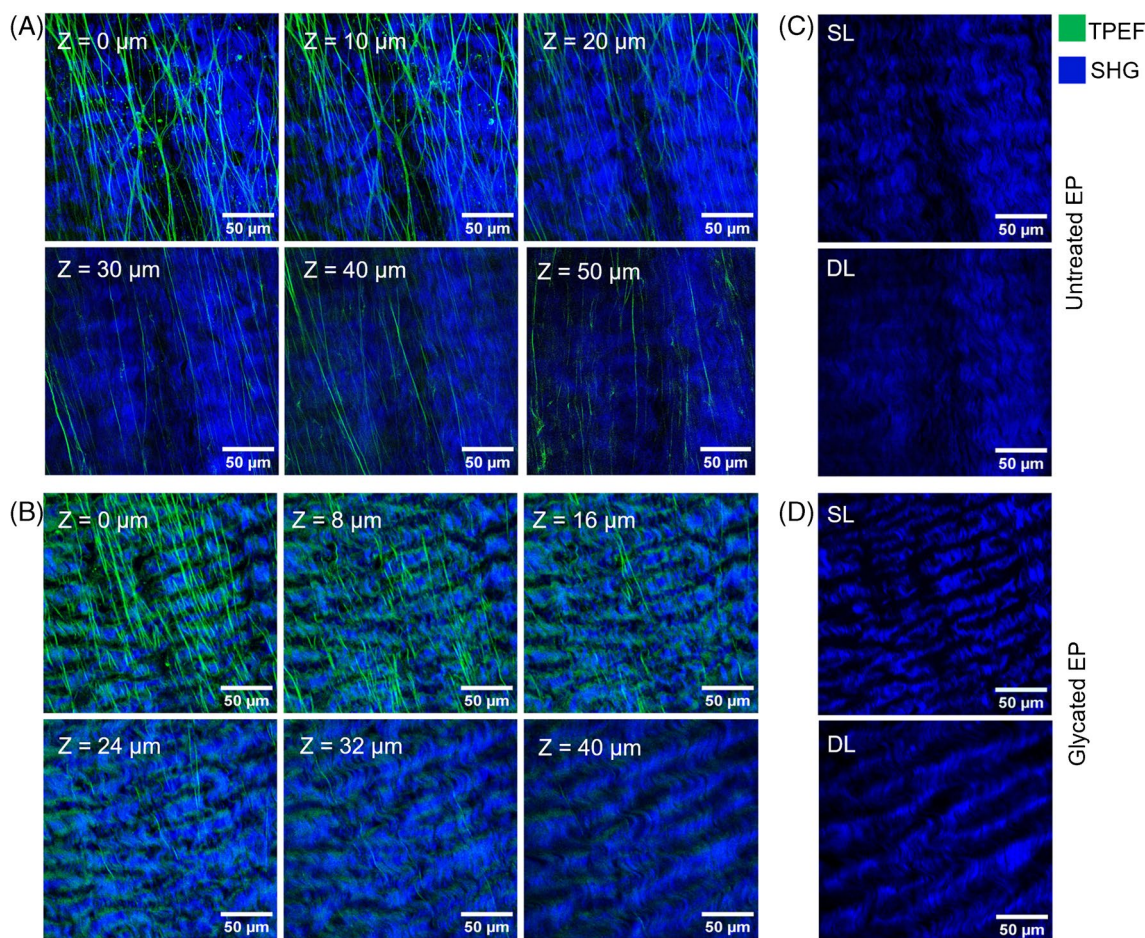 (A)
Z = 0 µm
50 µm
Z = 10 µm
50 µm
Z = 20 µm
50 µm
Z = 30 µm
50 µm
Z = 40 µm
50 µm
Z = 50 µm
50 µm
(C)
SL
50 µm
DL
50 µm
TPEF
SHG
Untreated EP
(B)
Z = 0 µm
50 µm
Z = 8 µm
50 µm
Z = 16 µm
50 µm
Z = 24 µm
50 µm
Z = 32 µm
50 µm
Z = 40 µm
50 µm
(D)
SL
50 µm
DL
50 µm
Glycated EP